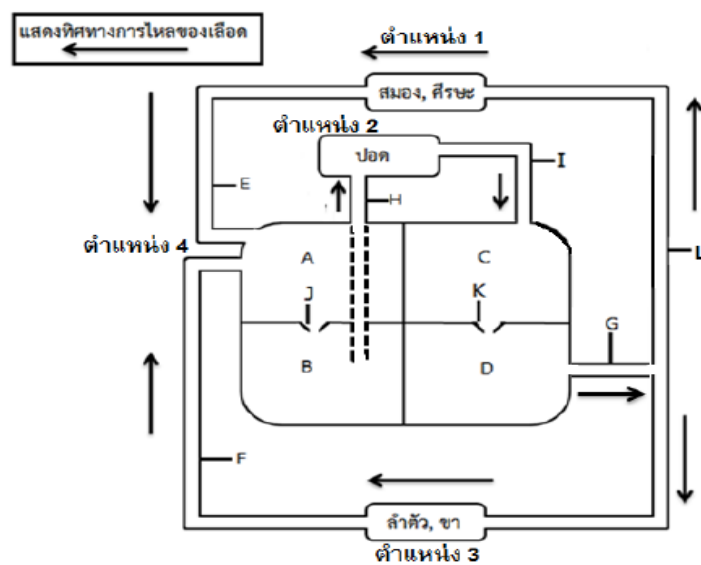 แสดงทิศทางการไหลของเลือด
ตำแหน่ง 1
สมอง, ศีรษะ
ตำแหน่ง 2
ปอด
I
E
H
ตำแหน่ง 4
A
C
L
J
K
G
B
D
F
ลำตัว, ขา
ตำแหน่ง 3